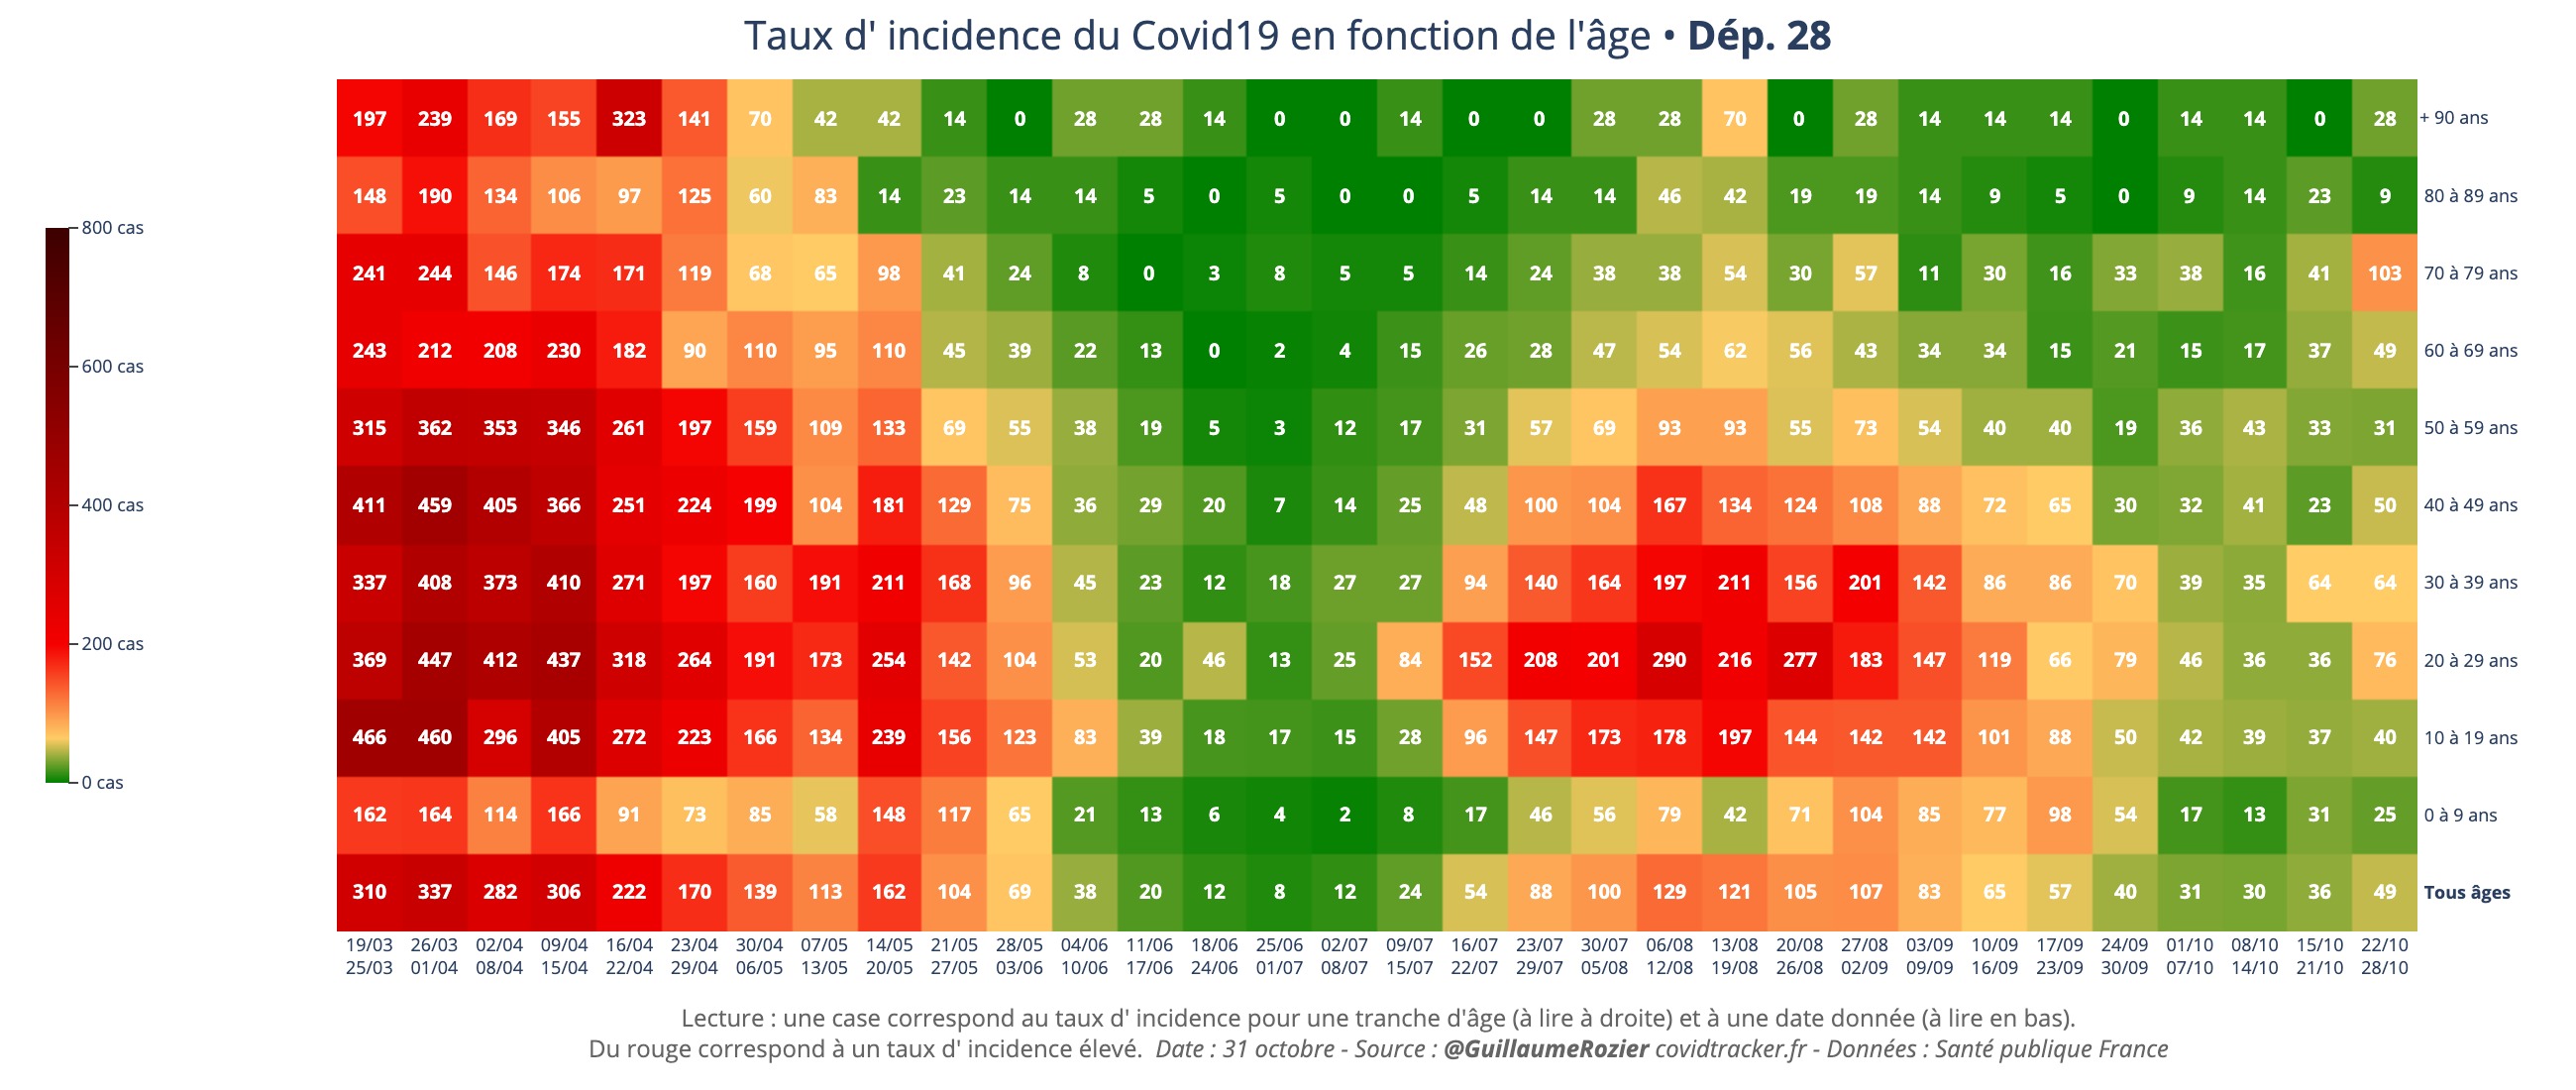 Taux d' incidence du Covid19 en fonction de l'âge • Dép. 28
800 cas
600 cas
400 cas
200 cas
0 cas
197 239 169 155 323 141 70 42 42 14 0 28 28 14 0 0 14 0 0 28 28 70 0 28 14 14 14 0 14 14 0 28 + 90 ans
148 190 134 106 97 125 60 83 14 23 14 14 5 0 5 0 0 5 14 14 46 42 19 19 14 9 5 0 9 14 23 9 80 à 89 ans
241 244 146 174 171 119 68 65 98 41 24 8 0 3 8 5 5 14 24 38 38 54 30 57 11 30 16 33 38 16 41 103 70 à 79 ans
243 212 208 230 182 90 110 95 110 45 39 22 13 0 2 4 15 26 28 47 54 62 56 43 34 34 15 21 15 17 37 49 60 à 69 ans
315 362 353 346 261 197 159 109 133 69 55 38 19 5 3 12 17 31 57 69 93 93 55 73 54 40 40 19 36 43 33 31 50 à 59 ans
411 459 405 366 251 224 199 104 181 129 75 36 29 20 7 14 25 48 100 104 167 134 124 108 88 72 65 30 32 41 23 50 40 à 49 ans
337 408 373 410 271 197 160 191 211 168 96 45 23 12 18 27 27 94 140 164 197 211 156 201 142 86 86 70 39 35 64 64 30 à 39 ans
369 447 412 437 318 264 191 173 254 142 104 53 20 46 13 25 84 152 208 201 290 216 277 183 147 119 66 79 46 36 36 76 20 à 29 ans
466 460 296 405 272 223 166 134 239 156 123 83 39 18 17 15 28 96 147 173 178 197 144 142 142 101 88 50 42 39 37 40 10 à 19 ans
162 164 114 166 91 73 85 58 148 117 65 21 13 6 4 2 8 17 46 56 79 42 71 104 85 77 98 54 17 13 31 25 0 à 9 ans
310 337 282 306 222 170 139 113 162 104 69 38 20 12 8 12 24 54 88 100 129 121 105 107 83 65 57 40 31 30 36 49 Tous âges
19/03 26/03 02/04 09/04 16/04 23/04 30/04 07/05 14/05 21/05 28/05 04/06 11/06 18/06 25/06 02/07 09/07 16/07 23/07 30/07 06/08 13/08 20/08 27/08 03/09 10/09 17/09 24/09 01/10 08/10 15/10 22/10
25/03 01/04 08/04 15/04 22/04 29/04 06/05 13/05 20/05 27/05 03/06 10/06 17/06 24/06 01/07 08/07 15/07 22/07 29/07 05/08 12/08 19/08 26/08 02/09 09/09 16/09 23/09 30/09 07/10 14/10 21/10 28/10
Lecture : une case correspond au taux d' incidence pour une tranche d'âge (à lire à droite) et à une date donnée (à lire en bas).
Du rouge correspond à un taux d' incidence élevé. Date : 31 octobre - Source : @GuillaumeRozier covidtracker.fr - Données : Santé publique France